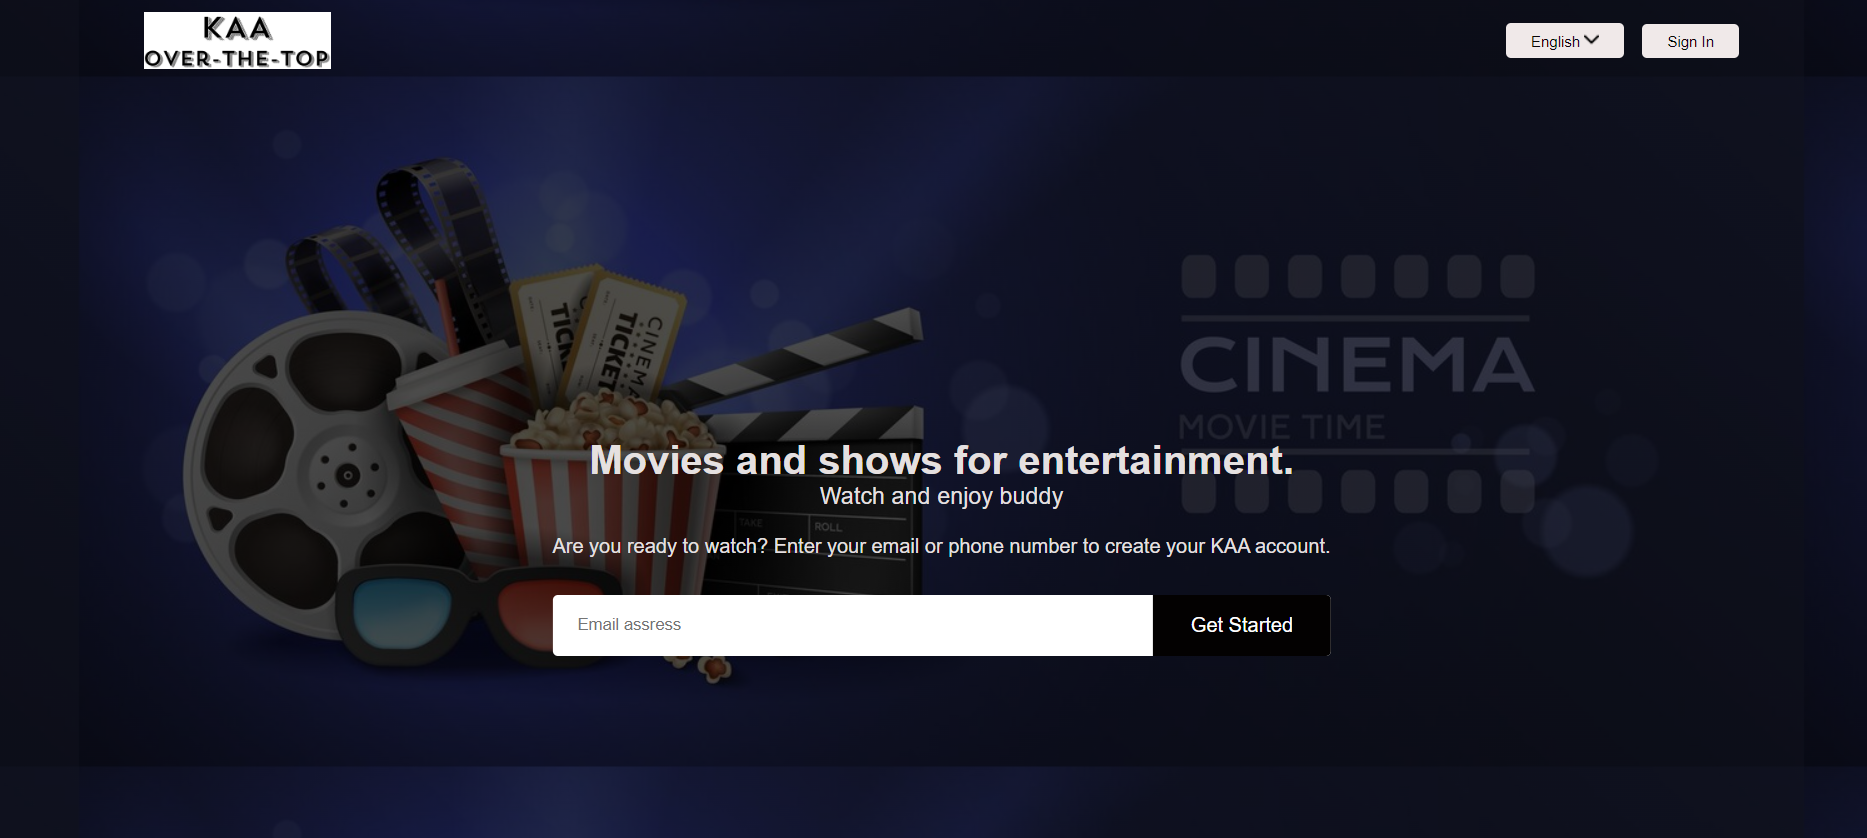 KAA
OVER-THE-TOP
English
Sign In
CINEMA
TICKET
CINEMA
MOVIE TIME
Movies and shows for entertainment.
Watch and enjoy buddy
TAKE
ROLL
Are you ready to watch? Enter your email or phone number to create your KAA account.
Email assress
Get Started